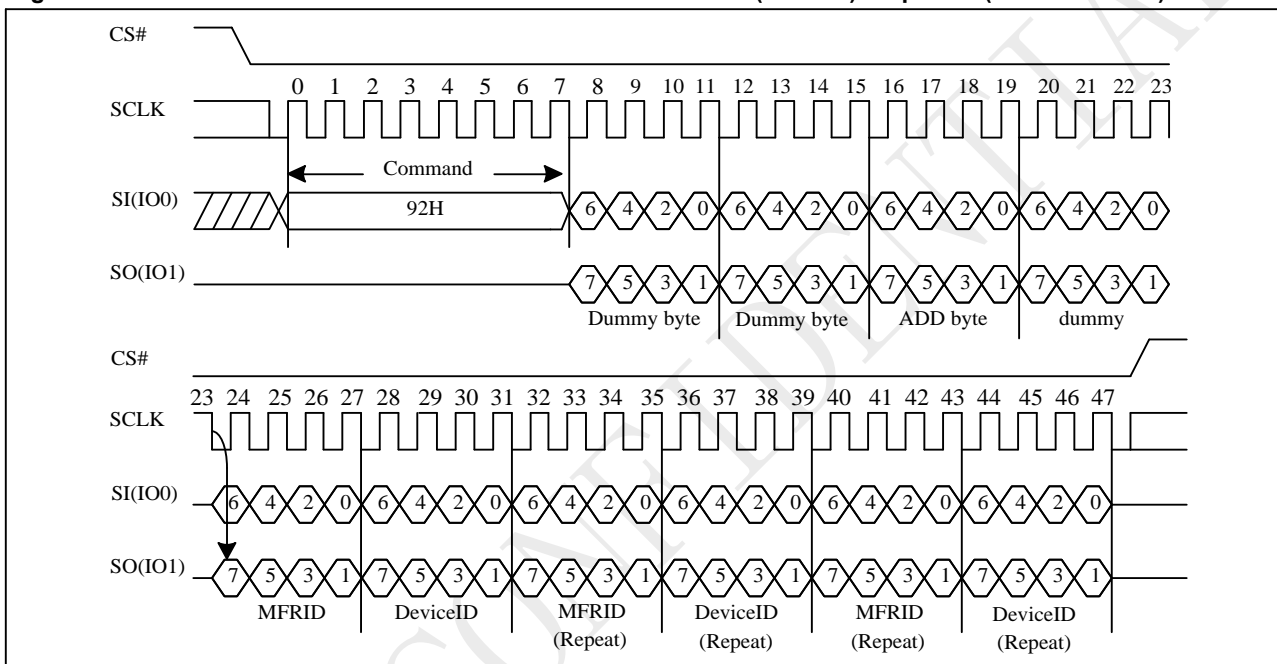 CS#
0 1 2 3 4 5 6 7 8 9 10 11 12 13 14 15 16 17 18 19 20 21 22 23
SCLK
Command
SI(IO0)
92H
6 4 2 0 6 4 2 0 6 4 2 0 6 4 2 0
SO(IO1)
7 5 3 1 7 5 3 1 7 5 3 1 7 5 3 1
Dummy byte Dummy byte ADD byte dummy
CS#
23 24 25 26 27 28 29 30 31 32 33 34 35 36 37 38 39 40 41 42 43 44 45 46 47
SCLK
SI(IO0)
6 4 2 0 6 4 2 0 6 4 2 0 6 4 2 0 6 4 2 0 6 4 2 0
SO(IO1)
7 5 3 1 7 5 3 1 7 5 3 1 7 5 3 1 7 5 3 1 7 5 3 1
MFRID DeviceID MFRID DeviceID MFRID DeviceID
(Repeat) (Repeat) (Repeat) (Repeat)
CONFIDENTIAL